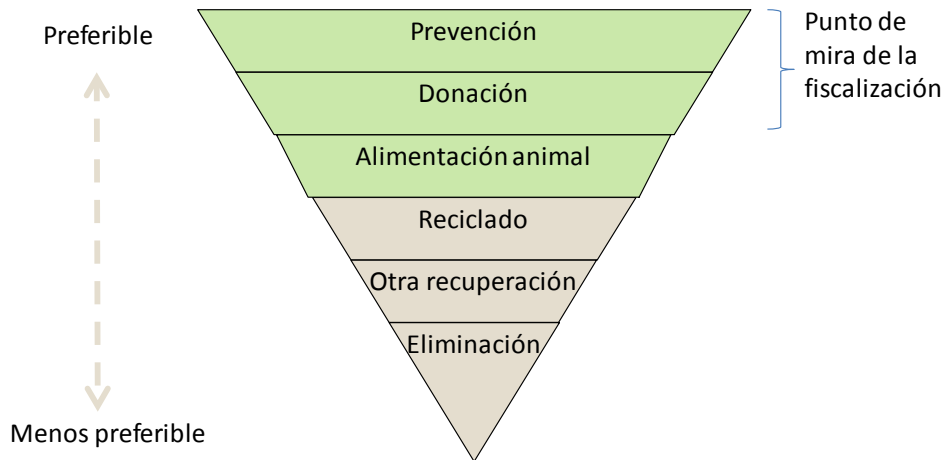 Preferible
Prevención
Punto de
mira de la
fiscalización
Donación
Alimentación animal
Reciclado
Otra recuperación
Eliminación
Menos preferible